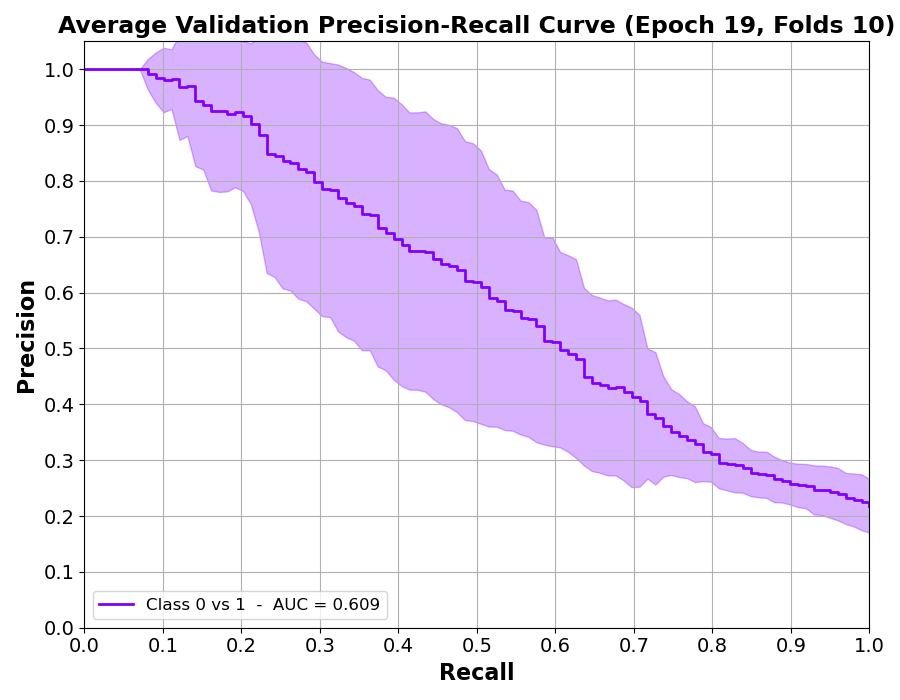 Average Validation Precision-Recall Curve (Epoch 19, Folds 10)
1.0
0.9
0.8
0.7
0.6
0.5
0.4
0.3
0.2
0.1
0.0
Precision
Class 0 vs 1 - AUC = 0.609
0.0 0.1 0.2 0.3 0.4 0.5 0.6 0.7 0.8 0.9 1.0
Recall